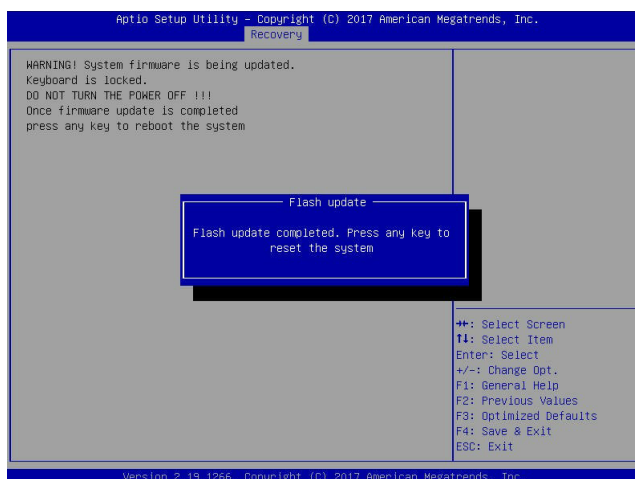 Aptio Setup Utility – Copyright (C) 2017 American Megatrends, Inc.
Recovery
WARNING! System firmware is being updated.
Keyboard is locked.
DO NOT TURN THE POWER OFF !!!
Once firmware update is completed
press any key to reboot the system
Flash update
Flash update completed. Press any key to
reset the system
→←: Select Screen
↑↓: Select Item
Enter: Select
+/-: Change Opt.
F1: General Help
F2: Previous Values
F3: Optimized Defaults
F4: Save & Exit
ESC: Exit
Version 2.19.1266. Copyright (C) 2017 American Megatrends, Inc.